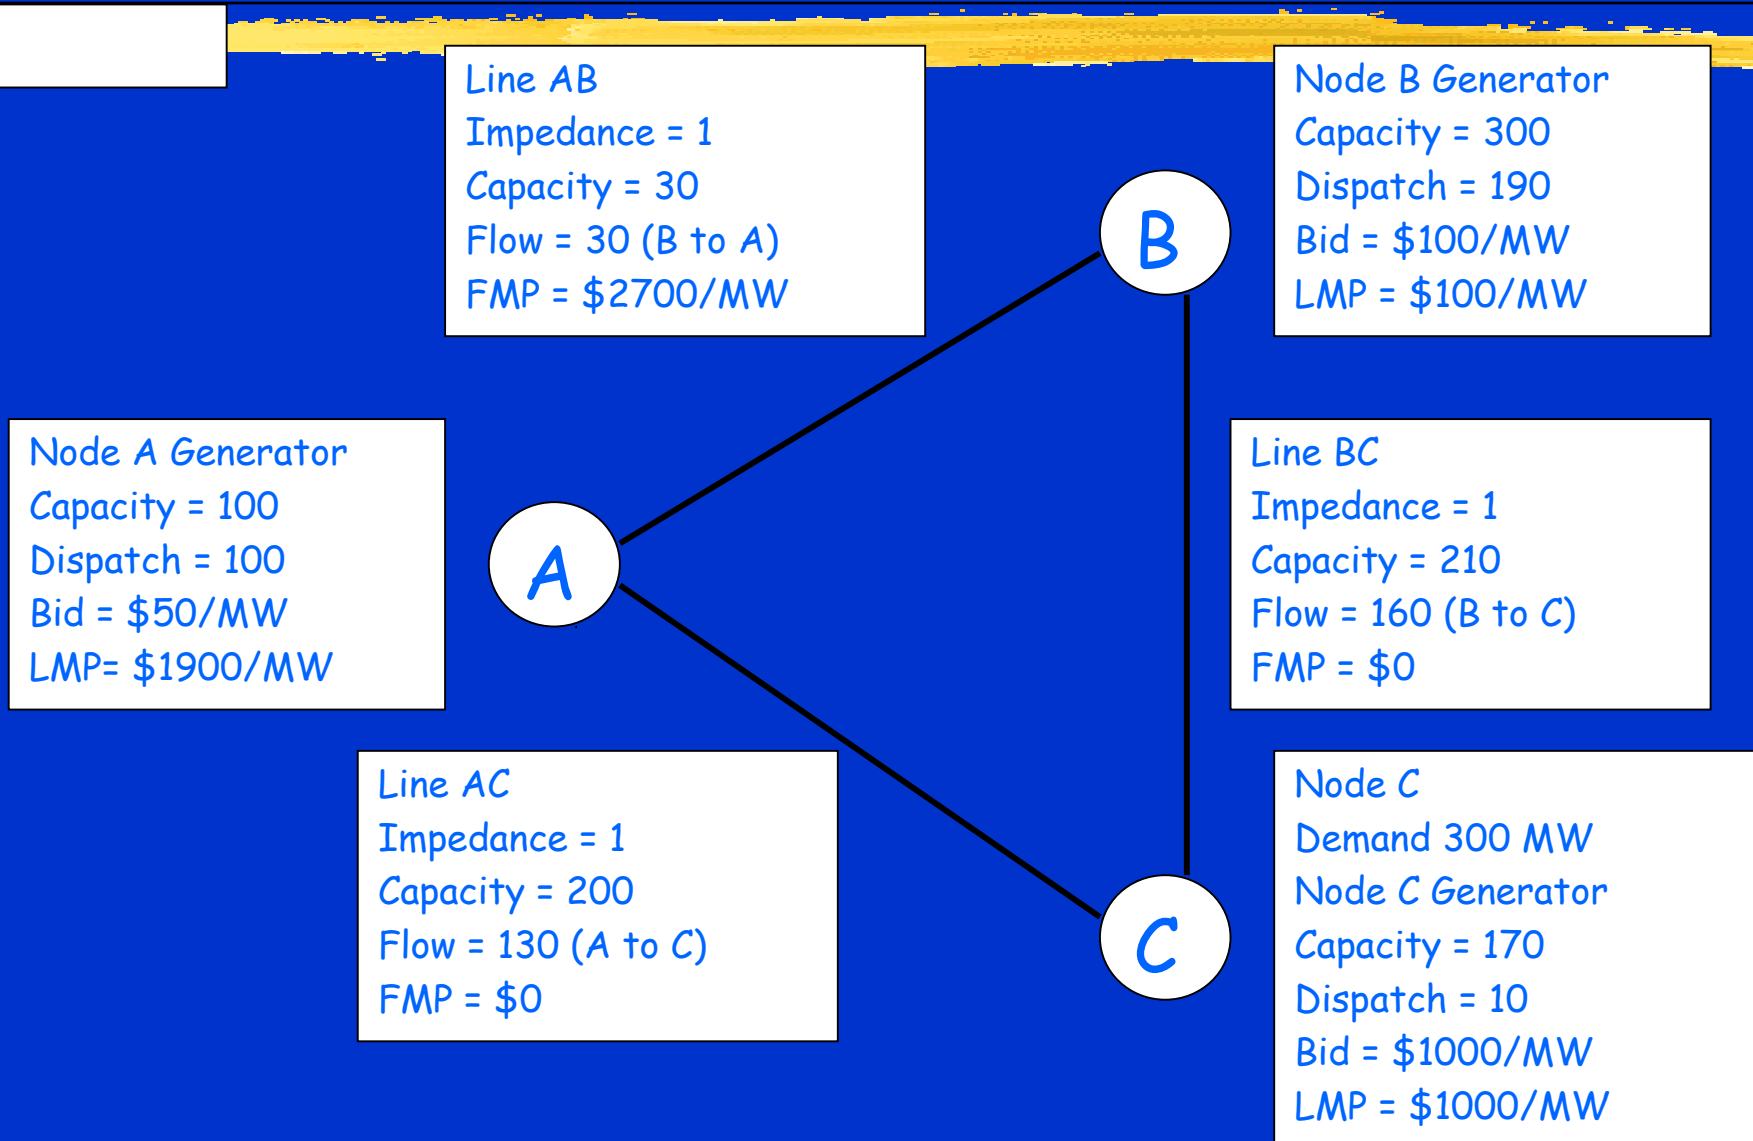 Line AB
Impedance = 1
Capacity = 30
Flow = 30 (B to A)
FMP = $2700/MW
Node B Generator
Capacity = 300
Dispatch = 190
Bid = $100/MW
LMP = $100/MW
B
Node A Generator
Capacity = 100
Dispatch = 100
Bid = $50/MW
LMP= $1900/MW
A
Line BC
Impedance = 1
Capacity = 210
Flow = 160 (B to C)
FMP = $0
Line AC
Impedance = 1
Capacity = 200
Flow = 130 (A to C)
FMP = $0
C
Node C
Demand 300 MW
Node C Generator
Capacity = 170
Dispatch = 10
Bid = $1000/MW
LMP = $1000/MW